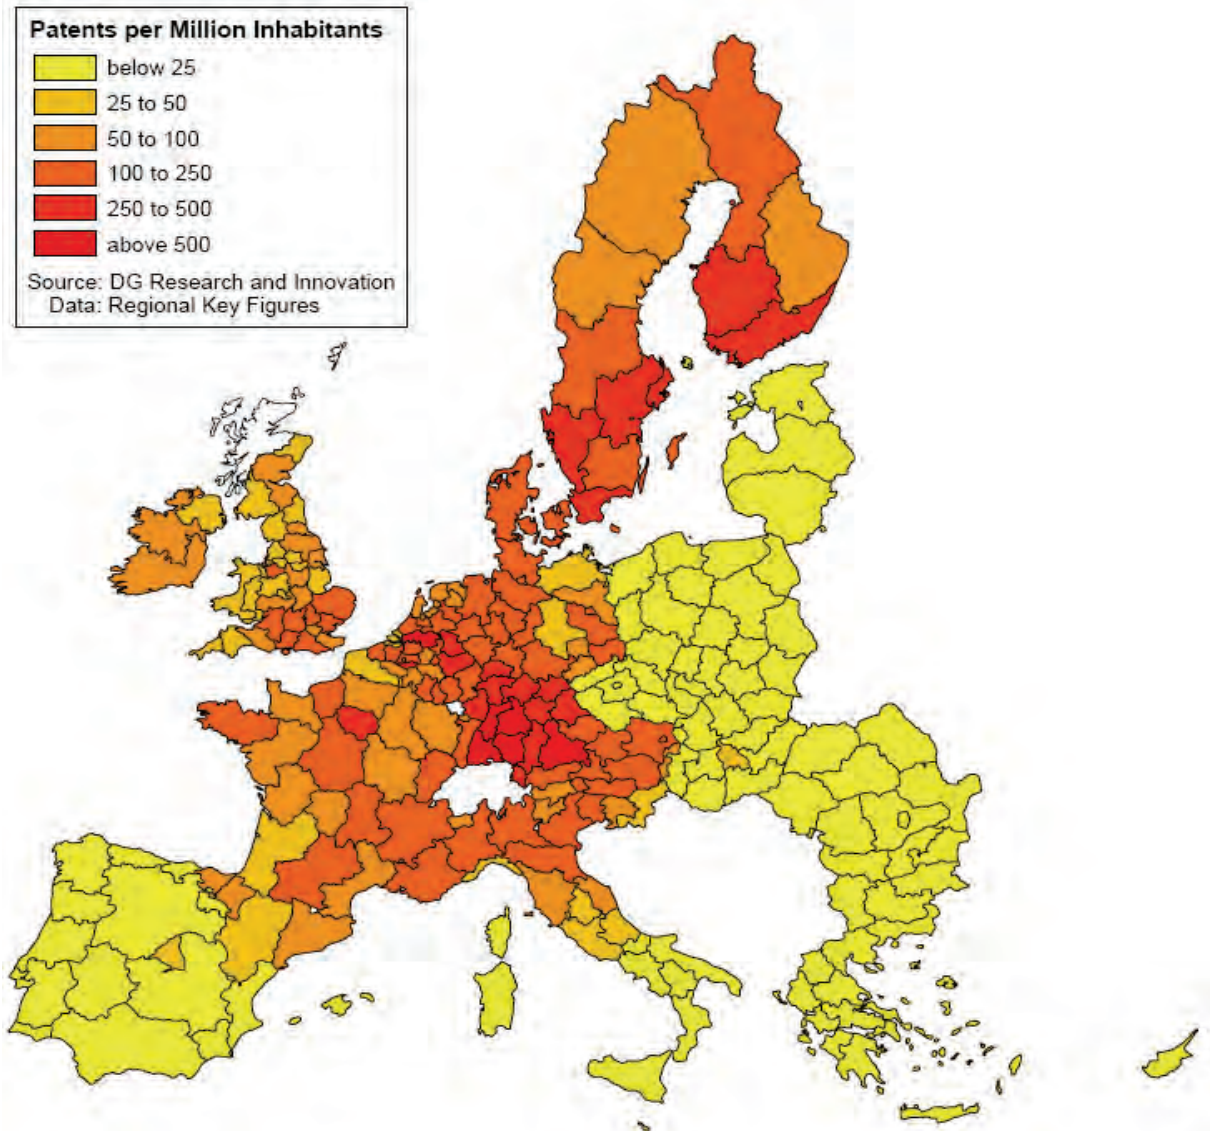 Patents per Million Inhabitants
below 25
25 to 50
50 to 100
100 to 250
250 to 500
above 500
Source: DG Research and Innovation
Data: Regional Key Figures